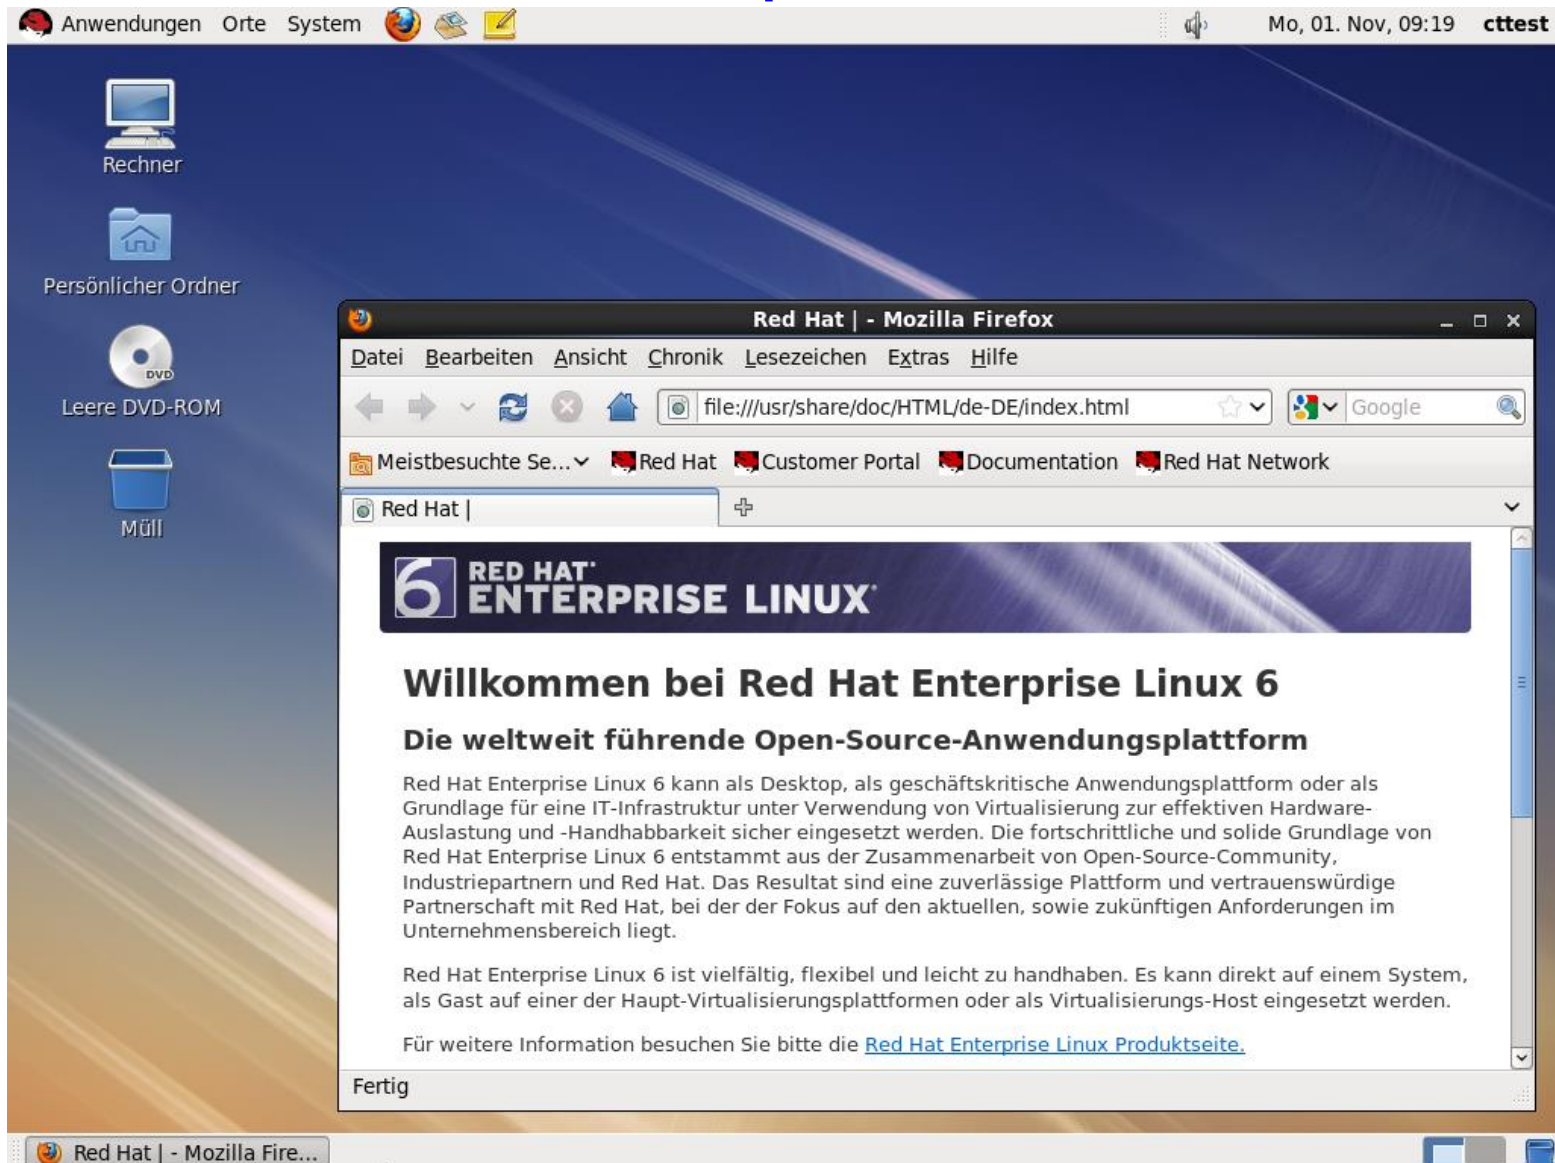 Anwendungen Orte System Mo, 01. Nov, 09:19 cttest
Rechner
Persönlicher Ordner
DVD
Leere DVD-ROM
Müll
Red Hat | - Mozilla Firefox
Datei Bearbeiten Ansicht Chronik Lesezeichen Extras Hilfe
file:///usr/share/doc/HTML/de-DE/index.html Google
Meistbesuchte Se... Red Hat Customer Portal Documentation Red Hat Network
Red Hat |
6 RED HAT®
ENTERPRISE LINUX®
Willkommen bei Red Hat Enterprise Linux 6
Die weltweit führende Open-Source-Anwendungsplattform
Red Hat Enterprise Linux 6 kann als Desktop, als geschäftskritische Anwendungsplattform oder als
Grundlage für eine IT-Infrastruktur unter Verwendung von Virtualisierung zur effektiven Hardware-
Auslastung und -Handhabbarkeit sicher eingesetzt werden. Die fortschrittliche und solide Grundlage von
Red Hat Enterprise Linux 6 entstammt aus der Zusammenarbeit von Open-Source-Community,
Industriepartnern und Red Hat. Das Resultat sind eine zuverlässige Plattform und vertrauenswürdige
Partnerschaft mit Red Hat, bei der der Fokus auf den aktuellen, sowie zukünftigen Anforderungen im
Unternehmensbereich liegt.
Red Hat Enterprise Linux 6 ist vielfältig, flexibel und leicht zu handhaben. Es kann direkt auf einem System,
als Gast auf einer der Haupt-Virtualisierungsplattformen oder als Virtualisierungs-Host eingesetzt werden.
Für weitere Information besuchen Sie bitte die Red Hat Enterprise Linux Produktseite.
Fertig
Red Hat | - Mozilla Fire...